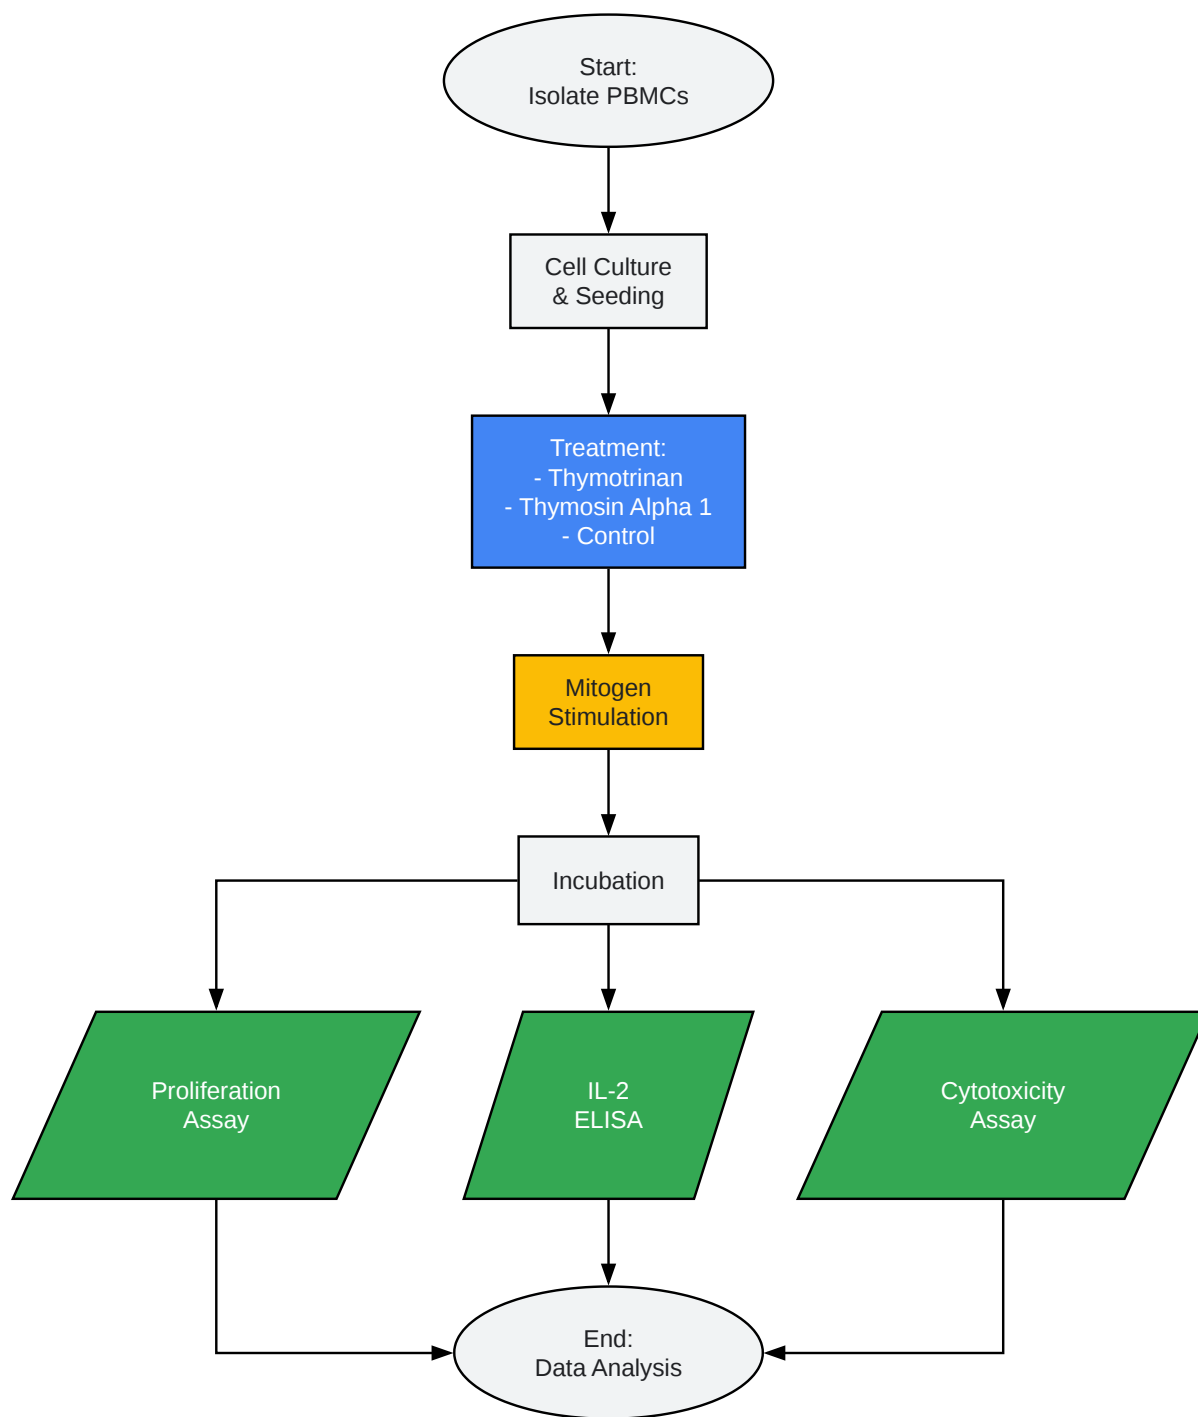 Start:
Isolate PBMCs
Cell Culture
& Seeding
Treatment:
- Thymotrinan
- Thymosin Alpha 1
- Control
Mitogen
Stimulation
Incubation
Proliferation
Assay
IL-2
ELISA
Cytotoxicity
Assay
End:
Data Analysis